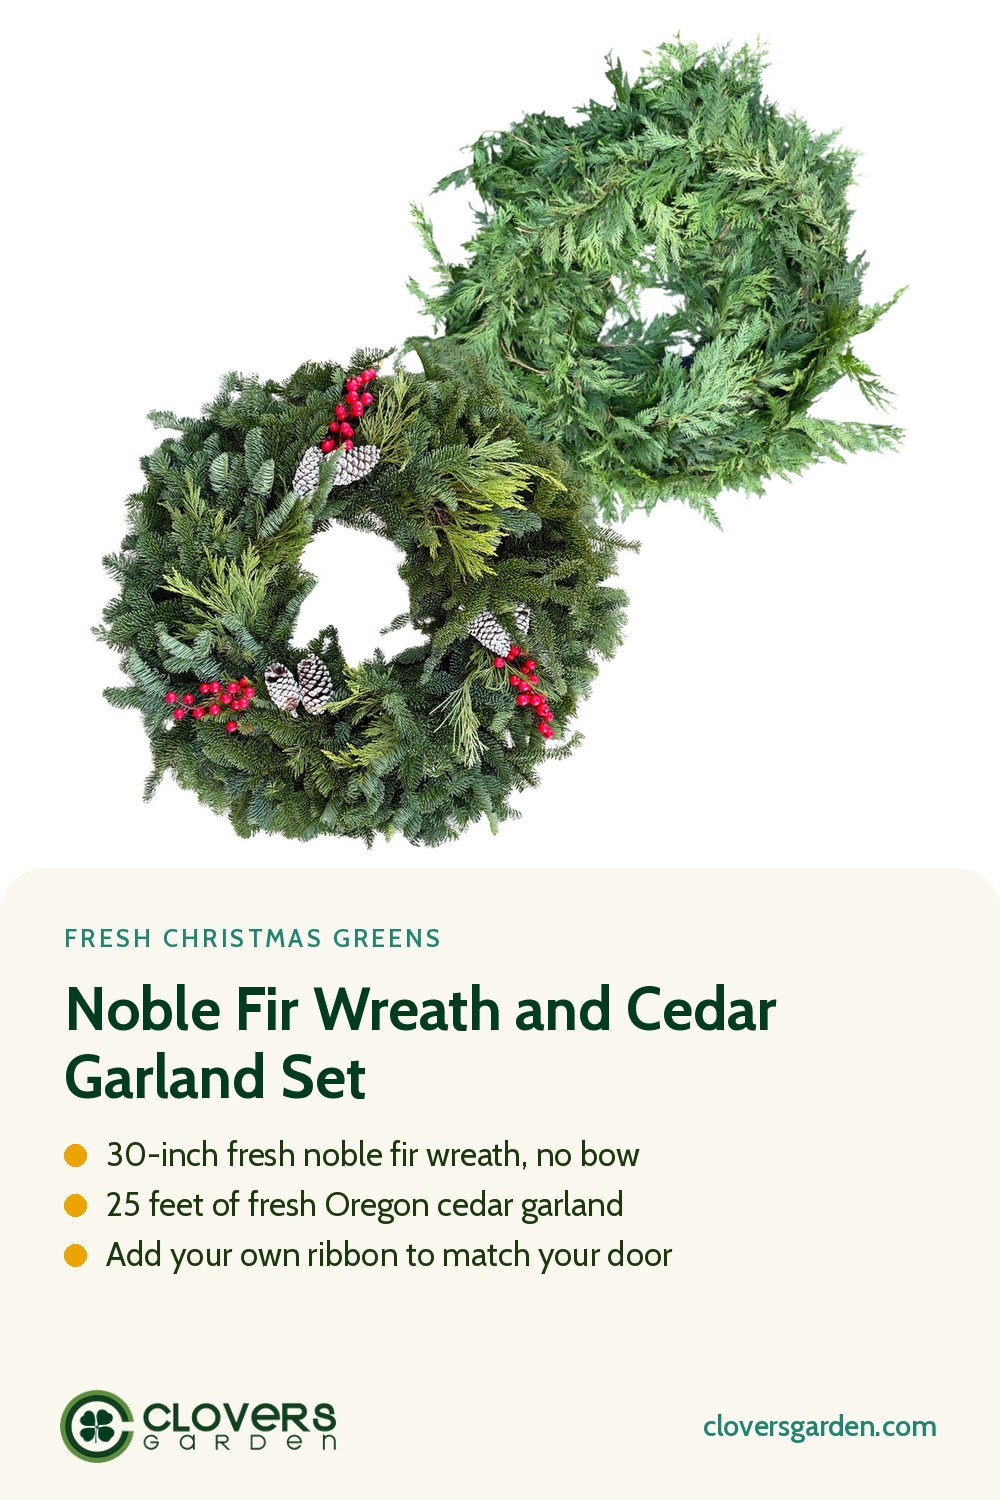 FRESH CHRISTMAS GREENS
Noble Fir Wreath and Cedar
Garland Set
30-inch fresh noble fir wreath, no bow
25 feet of fresh Oregon cedar garland
Add your own ribbon to match your door
CLOVERS
GARDEN
cloversgarden.com